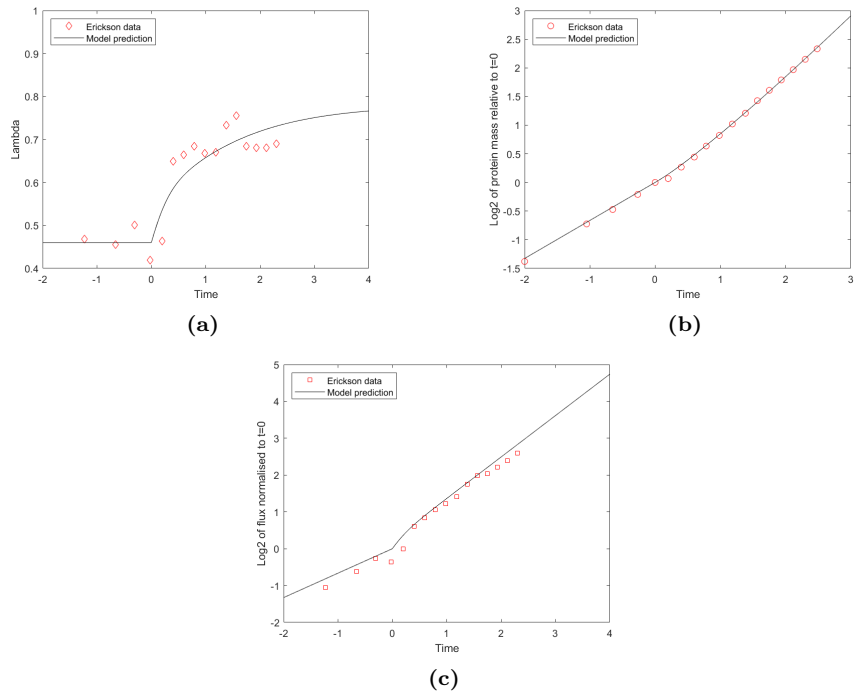 1
0.9
0.8
0.7
0.6
0.5
0.4
Lambda
Erickson data
Model prediction
-2 -1 0 1 2 3 4
Time
(a)
3
2.5
2
1.5
1
0.5
0
-0.5
-1
-1.5
Log2 of protein mass relative to t=0
Erickson data
Model prediction
-2 -1 0 1 2 3
Time
(b)
5
4
3
2
1
0
-1
-2
Log2 of flux normalised to t=0
Erickson data
Model prediction
-2 -1 0 1 2 3 4
Time
(c)